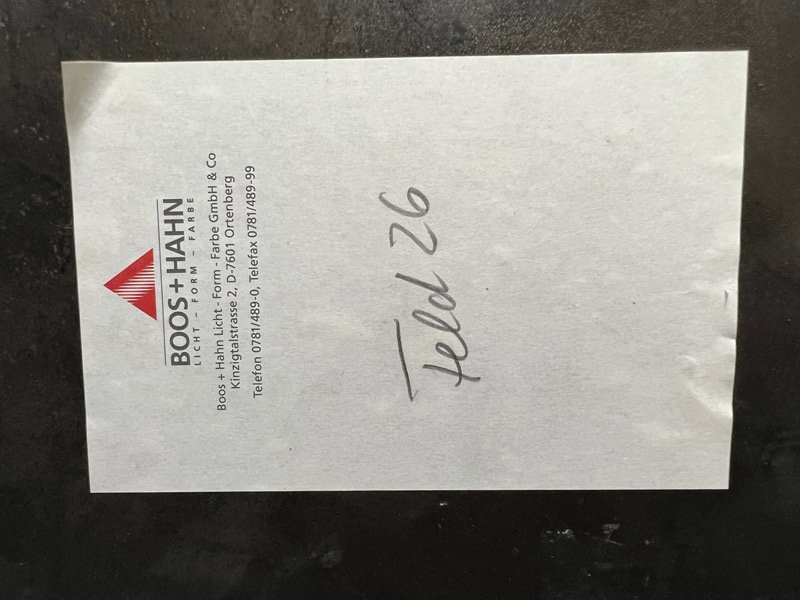 BOOS + HAHN
LICHT – FORM – FARBE
Boos + Hahn Licht - Form - Farbe GmbH & Co
Kinzigtalstrasse 2, D-7601 Ortenberg
Telefon 0781/489-0, Telefax 0781/489-99
Feld 26